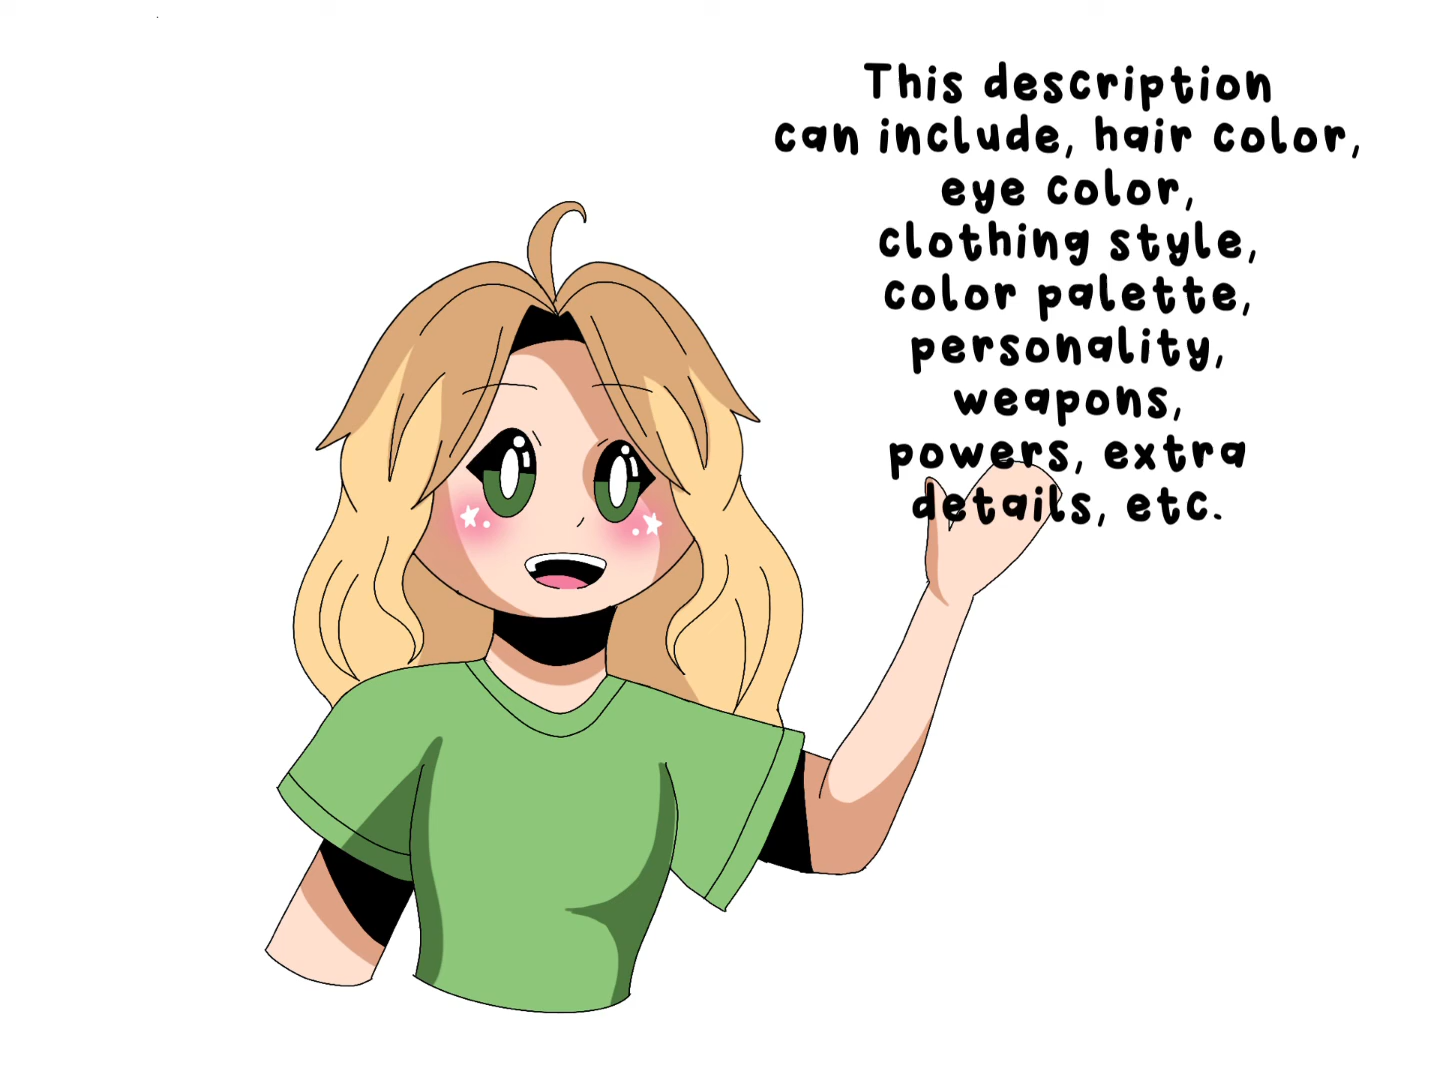 This description
can include, hair color,
eye color,
clothing style,
color palette,
personality,
weapons,
powers, extra
details, etc.